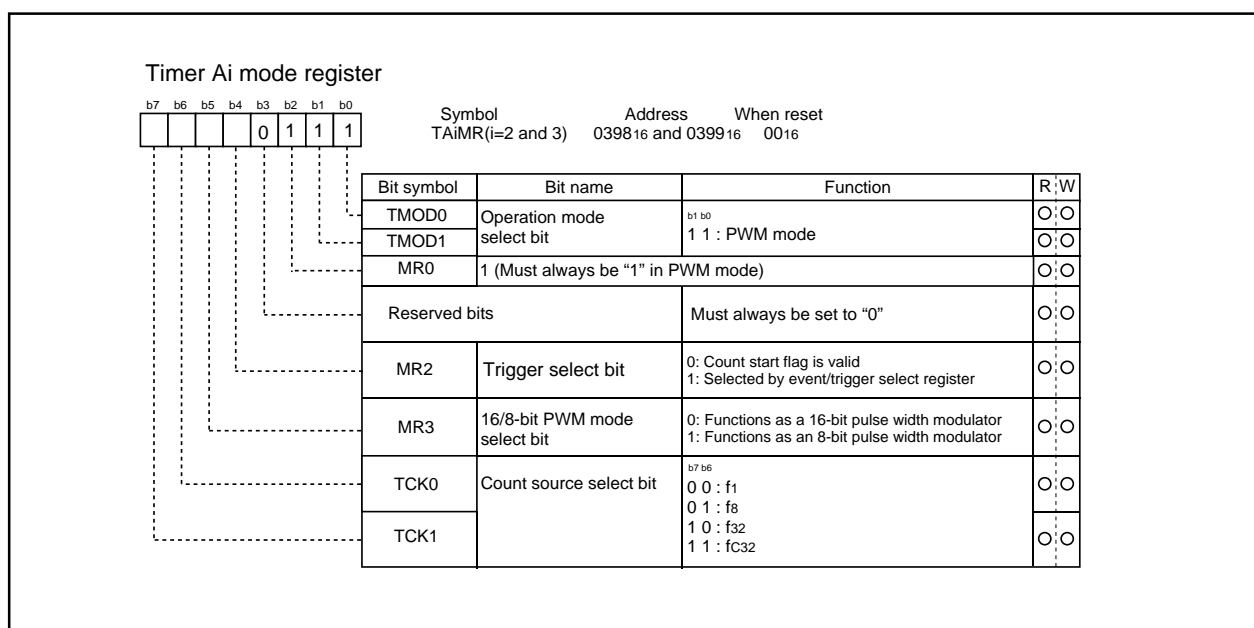 Timer Ai mode register
b7 b6 b5 b4 b3 b2 b1 b0
0 1 1 1
Symbol Address When reset
TAiMR(i=2 and 3) 039816 and 039916 0016
Bit symbol Bit name Function R W
TMOD0 Operation mode select bit b1 b0
TMOD1 1 1 : PWM mode
MR0 1 (Must always be “1” in PWM mode)
Reserved bits Must always be set to “0”
MR2 Trigger select bit 0: Count start flag is valid
1: Selected by event/trigger select register
MR3 16/8-bit PWM mode select bit 0: Functions as a 16-bit pulse width modulator
1: Functions as an 8-bit pulse width modulator
TCK0 Count source select bit b7 b6
0 0 : f1
0 1 : f8
TCK1 1 0 : f32
1 1 : fC32